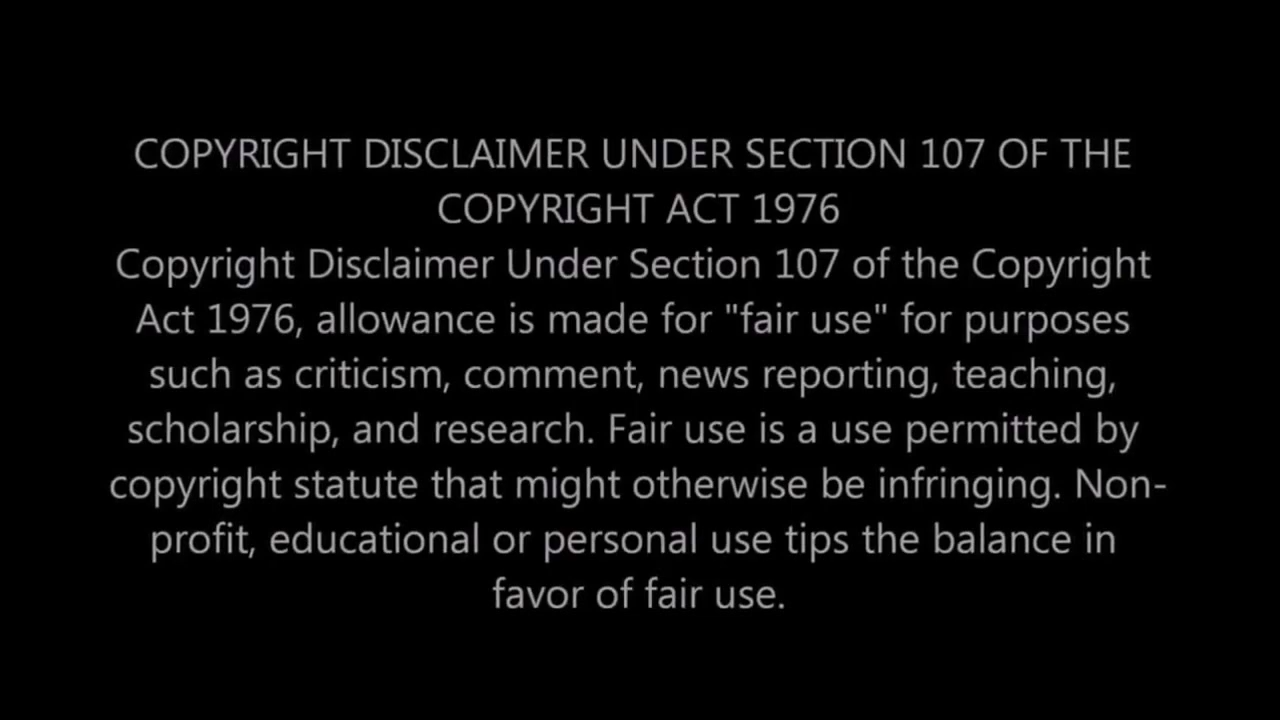 COPYRIGHT DISCLAIMER UNDER SECTION 107 OF THE
COPYRIGHT ACT 1976
Copyright Disclaimer Under Section 107 of the Copyright
Act 1976, allowance is made for "fair use" for purposes
such as criticism, comment, news reporting, teaching,
scholarship, and research. Fair use is a use permitted by
copyright statute that might otherwise be infringing. Non-
profit, educational or personal use tips the balance in
favor of fair use.